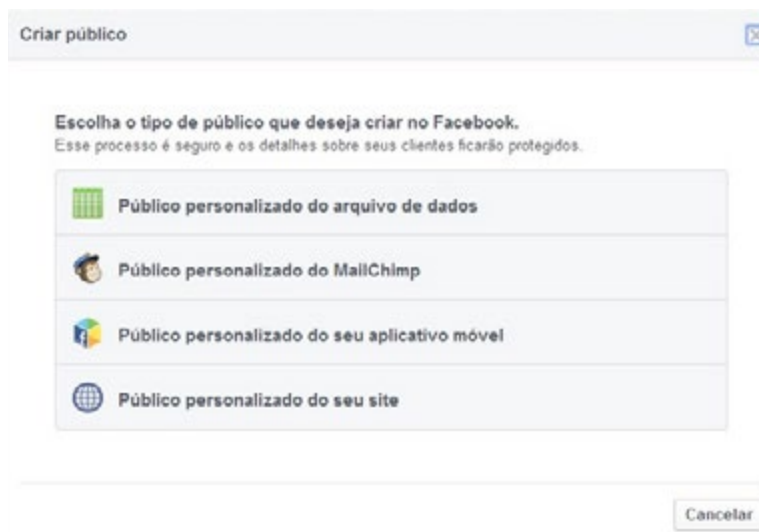 Criar público
Escolha o tipo de público que deseja criar no Facebook.
Esse processo é seguro e os detalhes sobre seus clientes ficarão protegidos.
Público personalizado do arquivo de dados
Público personalizado do MailChimp
Público personalizado do seu aplicativo móvel
Público personalizado do seu site
Cancelar